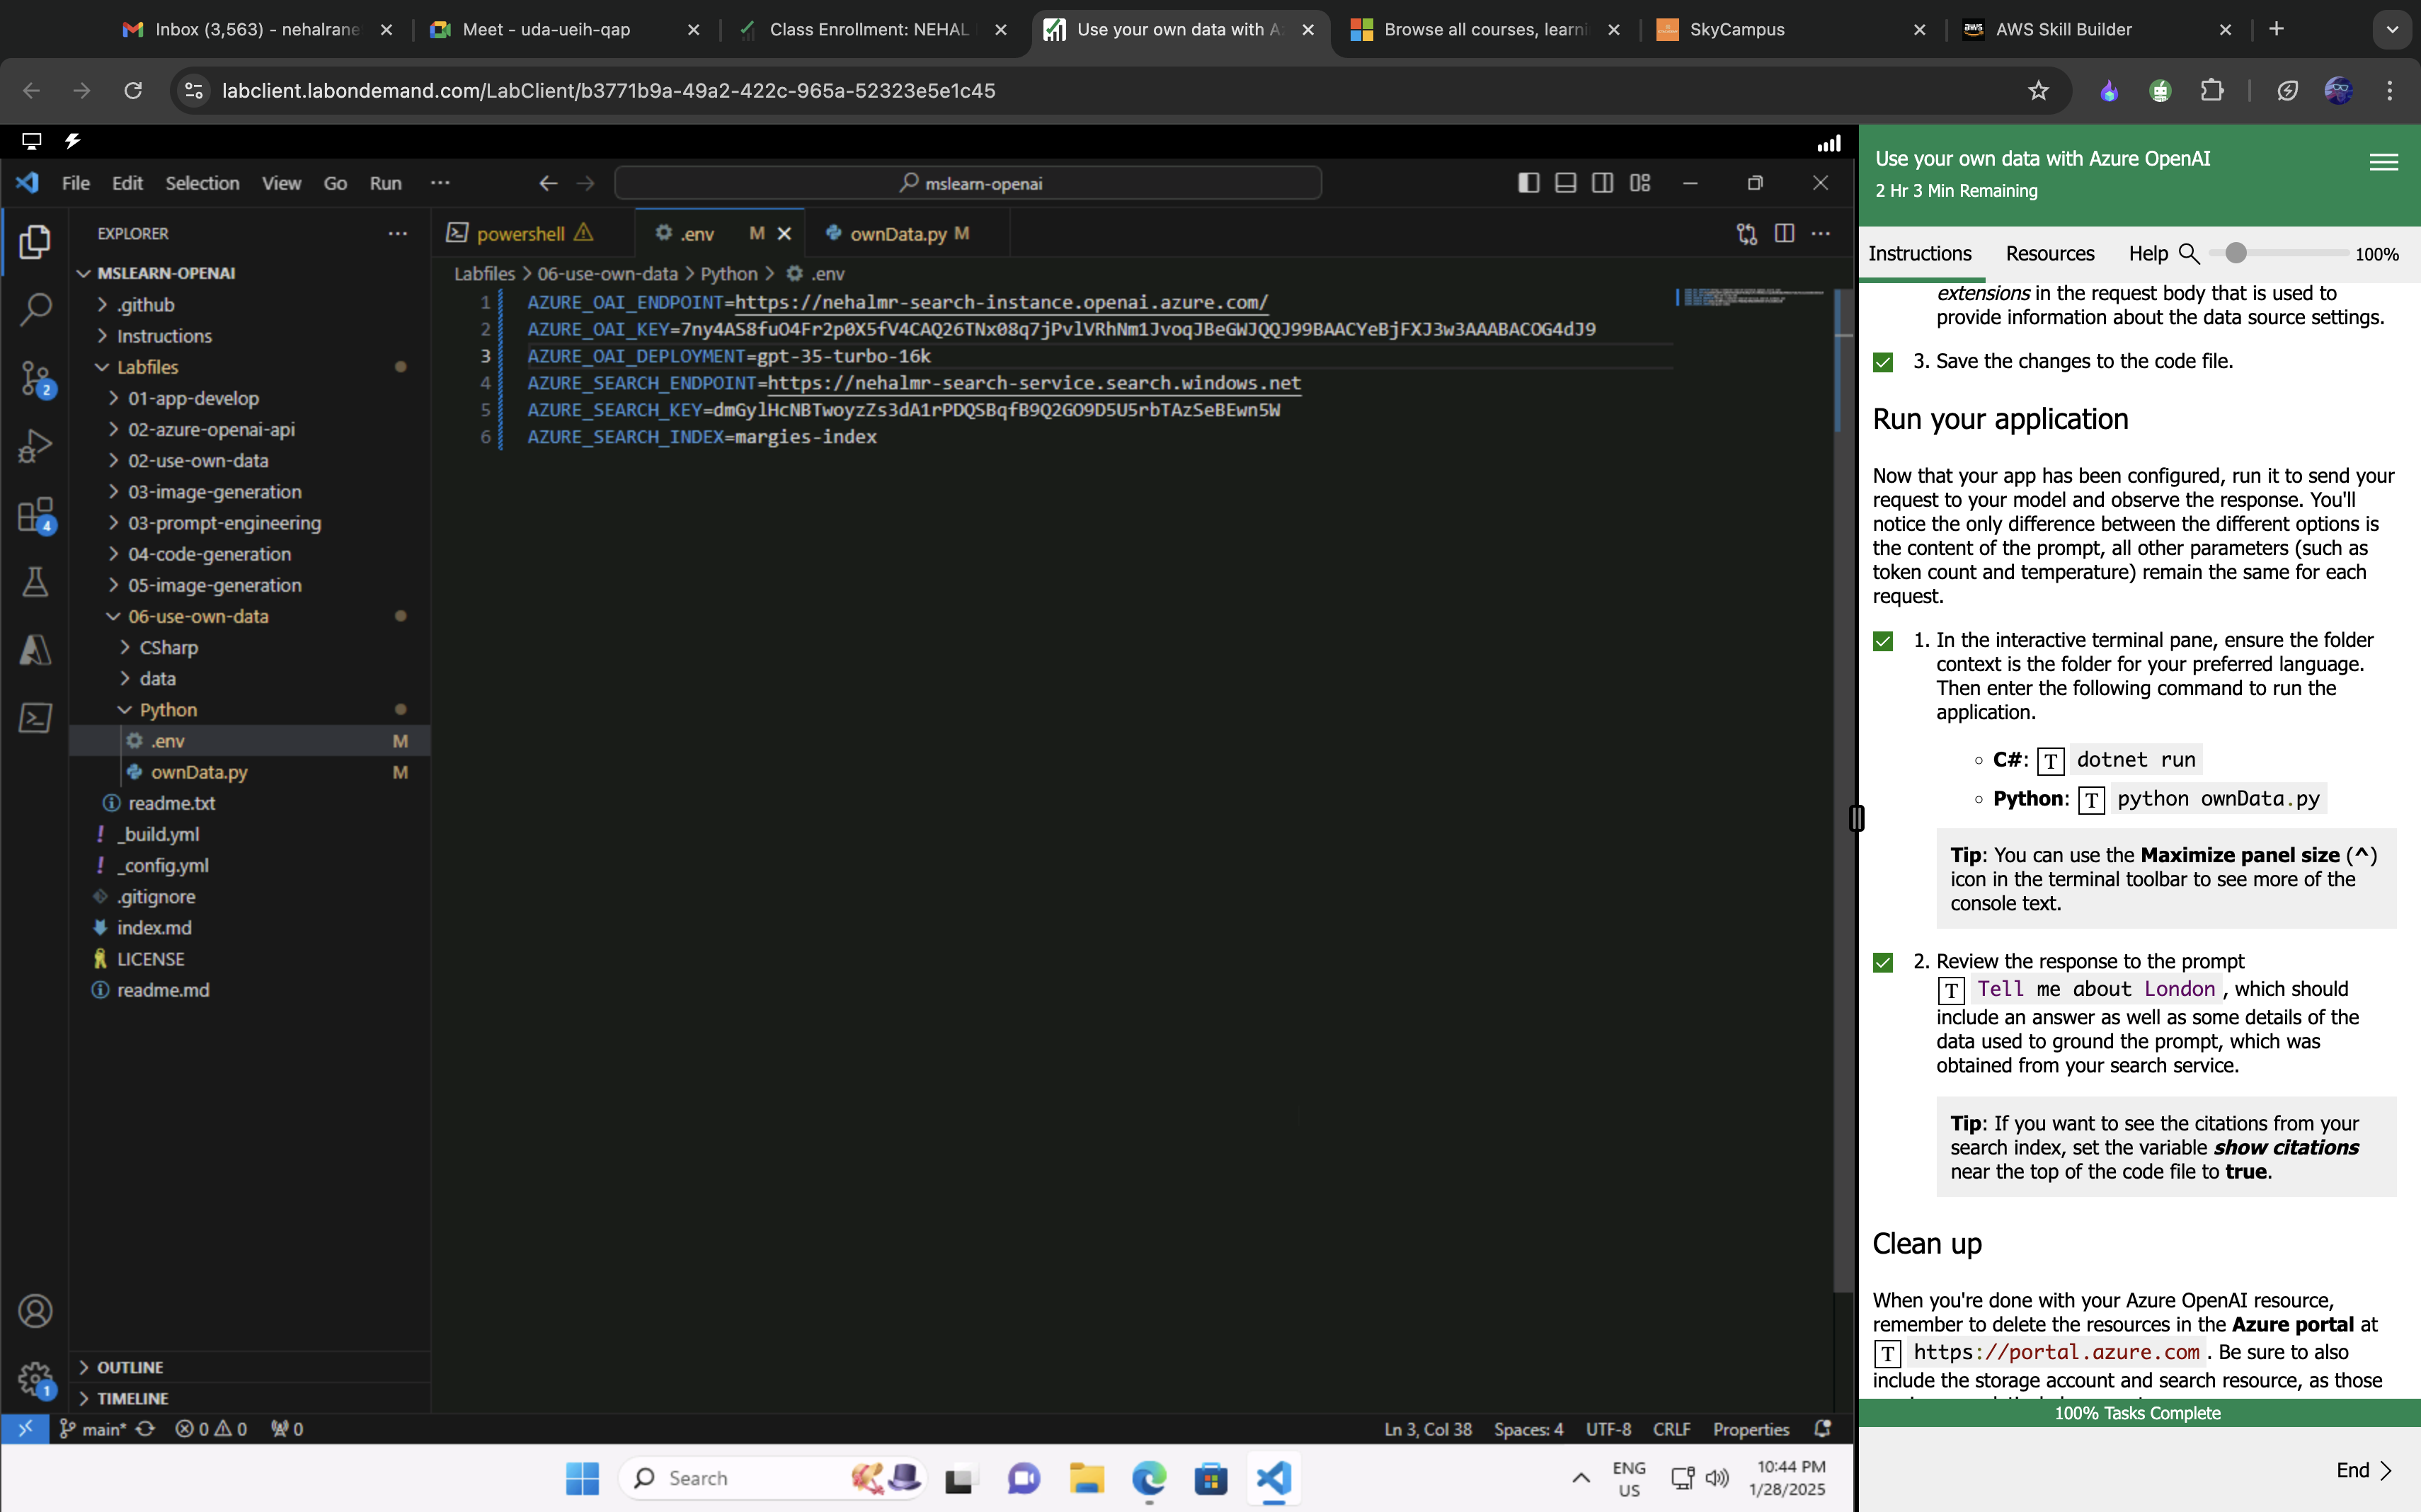 Inbox (3,563) - nehalrane
Meet - uda-ueih-qap
Class Enrollment: NEHAL
Use your own data with A
Browse all courses, learni
SkyCampus
aws
AWS Skill Builder
labclient.labondemand.com/LabClient/b3771b9a-49a2-422c-965a-52323e5e1c45
File Edit Selection View Go Run ···
mslearn-openai
EXPLORER
MSLEARN-OPENAI
.github
Instructions
Labfiles
01-app-develop
02-azure-openai-api
02-use-own-data
03-image-generation
03-prompt-engineering
04-code-generation
05-image-generation
06-use-own-data
CSharp
data
Python
.env M
ownData.py M
readme.txt
! _build.yml
! _config.yml
.gitignore
index.md
LICENSE
readme.md
OUTLINE
TIMELINE
2
4
1
powershell
.env M
ownData.py M
Labfiles > 06-use-own-data > Python > .env
1 AZURE_OAI_ENDPOINT=https://nehalmr-search-instance.openai.azure.com/
2 AZURE_OAI_KEY=7ny4AS8fuO4Fr2p0X5fV4CAQ26TNx08q7jPvlVRhNm1JvoqJBeGWJQQJ99BAACYeBjFXJ3w3AAABACOG4dJ9
3 AZURE_OAI_DEPLOYMENT=gpt-35-turbo-16k
4 AZURE_SEARCH_ENDPOINT=https://nehalmr-search-service.search.windows.net
5 AZURE_SEARCH_KEY=dmGylHcNBTwoyzZs3dA1rPDQSBqfB9Q2GO9D5U5rbTAzSeBEwn5W
6 AZURE_SEARCH_INDEX=margies-index
main* 0 0 0
Ln 3, Col 38 Spaces: 4 UTF-8 CRLF Properties
Search
ENG
US
10:44 PM
1/28/2025
Use your own data with Azure OpenAI
2 Hr 3 Min Remaining
Instructions Resources Help 100%
extensions in the request body that is used to
provide information about the data source settings.
3. Save the changes to the code file.
Run your application
Now that your app has been configured, run it to send your
request to your model and observe the response. You'll
notice the only difference between the different options is
the content of the prompt, all other parameters (such as
token count and temperature) remain the same for each
request.
1. In the interactive terminal pane, ensure the folder
context is the folder for your preferred language.
Then enter the following command to run the
application.
C#: T dotnet run
Python: T python ownData.py
Tip: You can use the Maximize panel size (^)
icon in the terminal toolbar to see more of the
console text.
2. Review the response to the prompt
T Tell me about London, which should
include an answer as well as some details of the
data used to ground the prompt, which was
obtained from your search service.
Tip: If you want to see the citations from your
search index, set the variable show citations
near the top of the code file to true.
Clean up
When you're done with your Azure OpenAI resource,
remember to delete the resources in the Azure portal at
T https://portal.azure.com. Be sure to also
include the storage account and search resource, as those
100% Tasks Complete
End